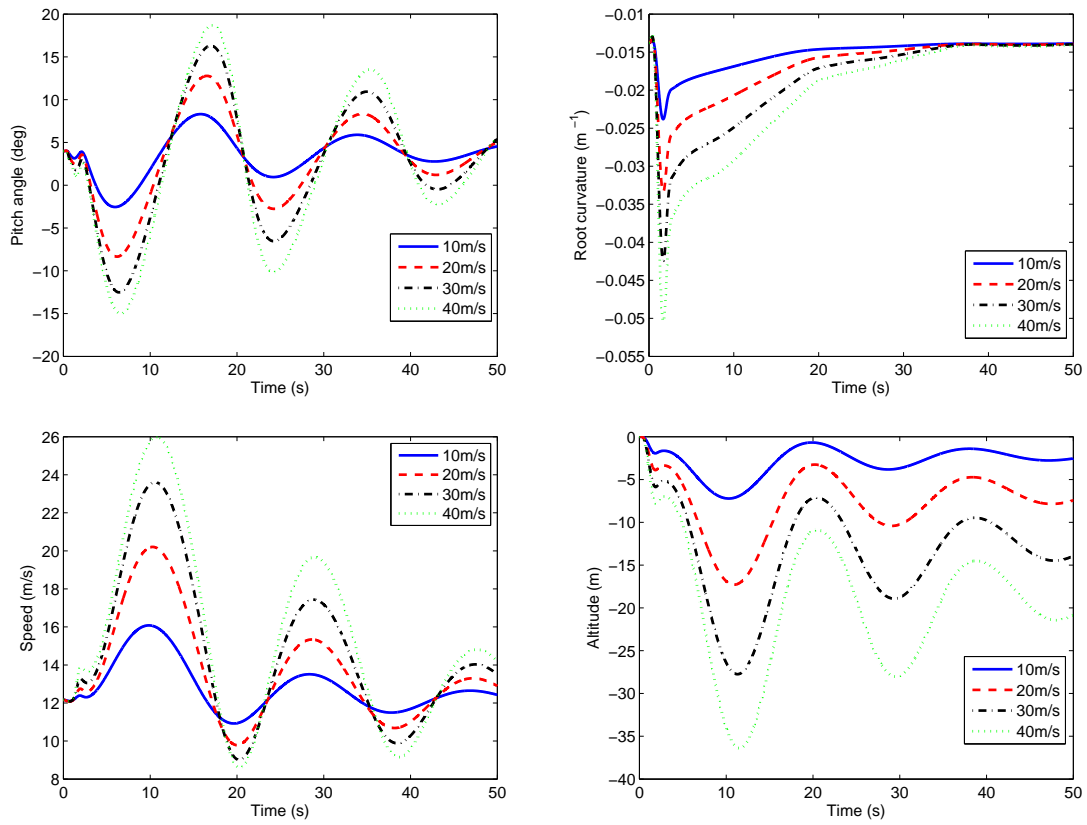 20
15
10
5
0
−5
−10
−15
−20
Pitch angle (deg)
0 10 20 30 40 50
Time (s)
10m/s
20m/s
30m/s
40m/s
−0.01
−0.015
−0.02
−0.025
−0.03
−0.035
−0.04
−0.045
−0.05
−0.055
Root curvature (m⁻¹)
0 10 20 30 40 50
Time (s)
10m/s
20m/s
30m/s
40m/s
26
24
22
20
18
16
14
12
10
8
Speed (m/s)
0 10 20 30 40 50
Time (s)
10m/s
20m/s
30m/s
40m/s
0
−5
−10
−15
−20
−25
−30
−35
−40
Altitude (m)
0 10 20 30 40 50
Time (s)
10m/s
20m/s
30m/s
40m/s